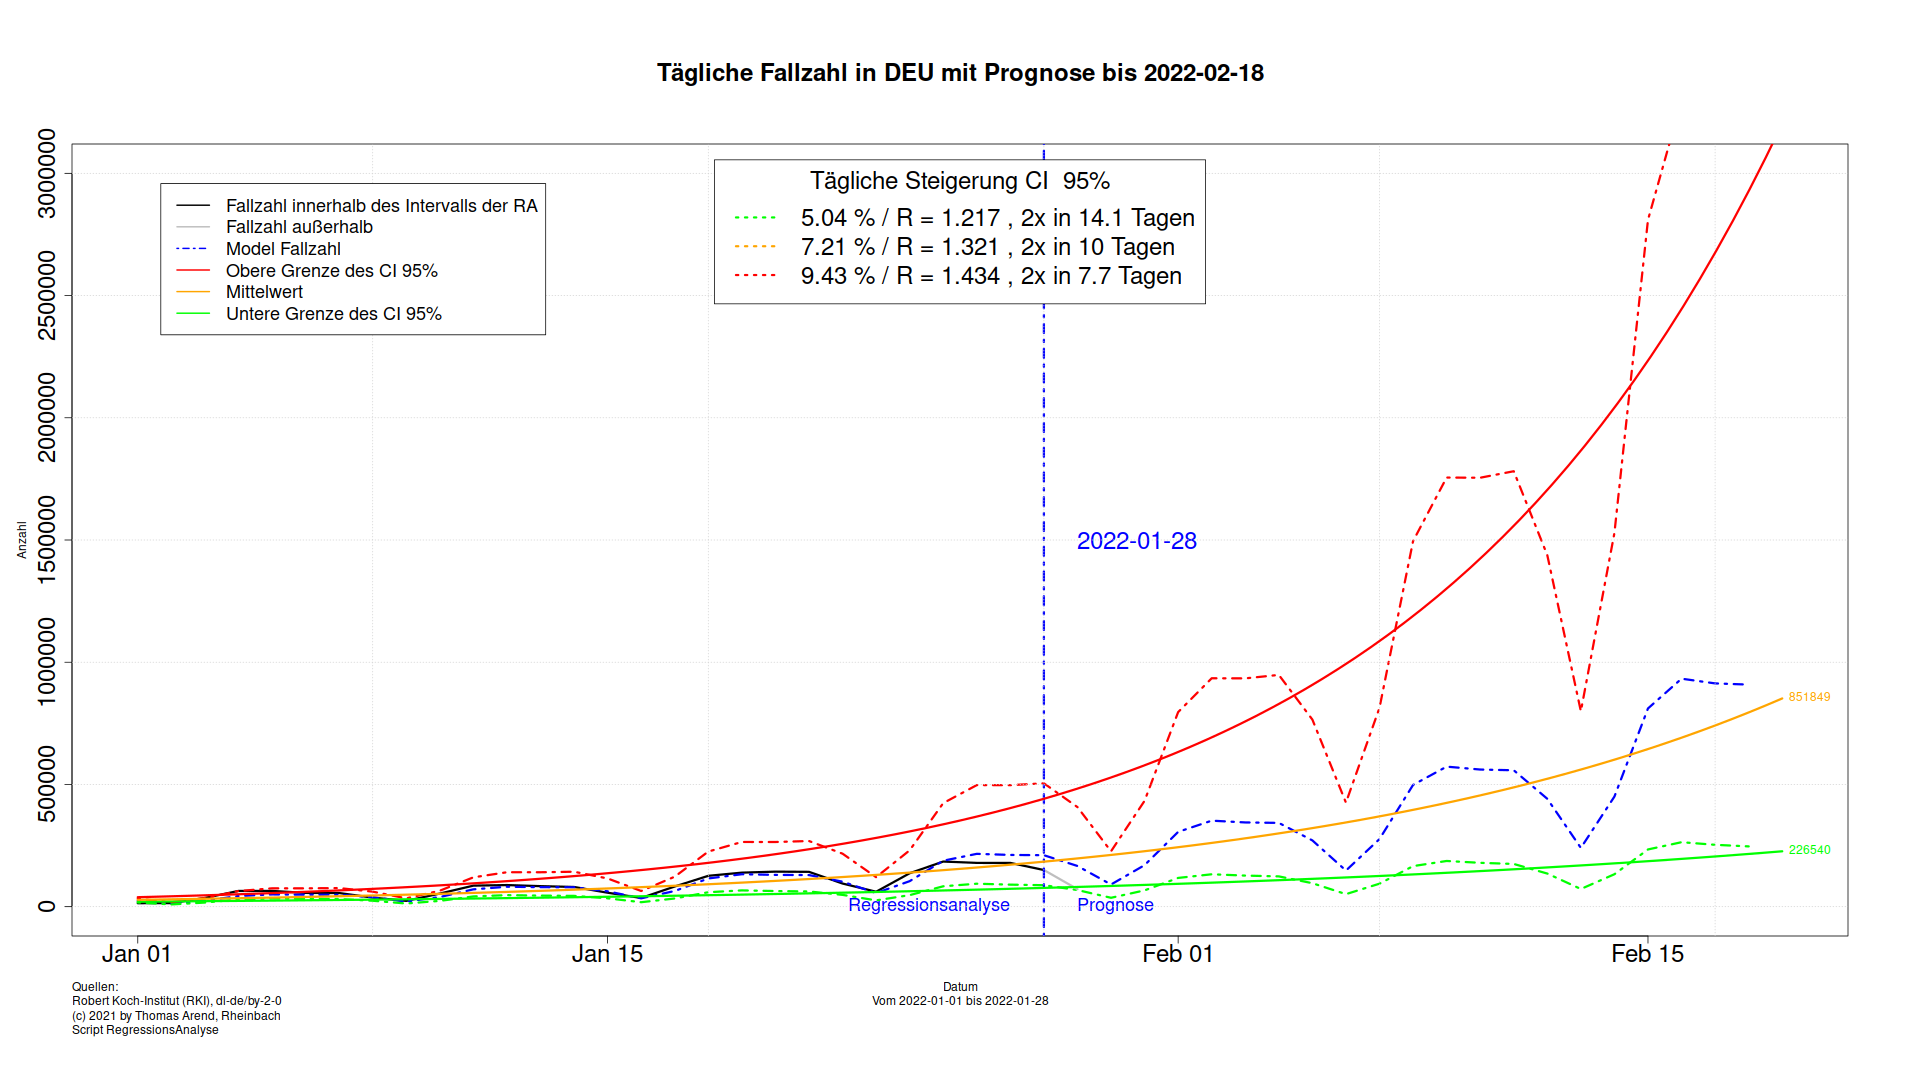 Tägliche Fallzahl in DEU mit Prognose bis 2022-02-18
Anzahl
3000000
2500000
2000000
1500000
1000000
500000
0
Fallzahl innerhalb des Intervalls der RA
Fallzahl außerhalb
Model Fallzahl
Obere Grenze des CI 95%
Mittelwert
Untere Grenze des CI 95%
Tägliche Steigerung CI  95%
5.04 % / R = 1.217 , 2x in 14.1 Tagen
7.21 % / R = 1.321 , 2x in 10 Tagen
9.43 % / R = 1.434 , 2x in 7.7 Tagen
2022-01-28
851849
226540
Regressionsanalyse
Prognose
Jan 01
Jan 15
Feb 01
Feb 15
Datum
Vom 2022-01-01 bis 2022-01-28
Quellen:
Robert Koch-Institut (RKI), dl-de/by-2-0
(c) 2021 by Thomas Arend, Rheinbach
Script RegressionsAnalyse